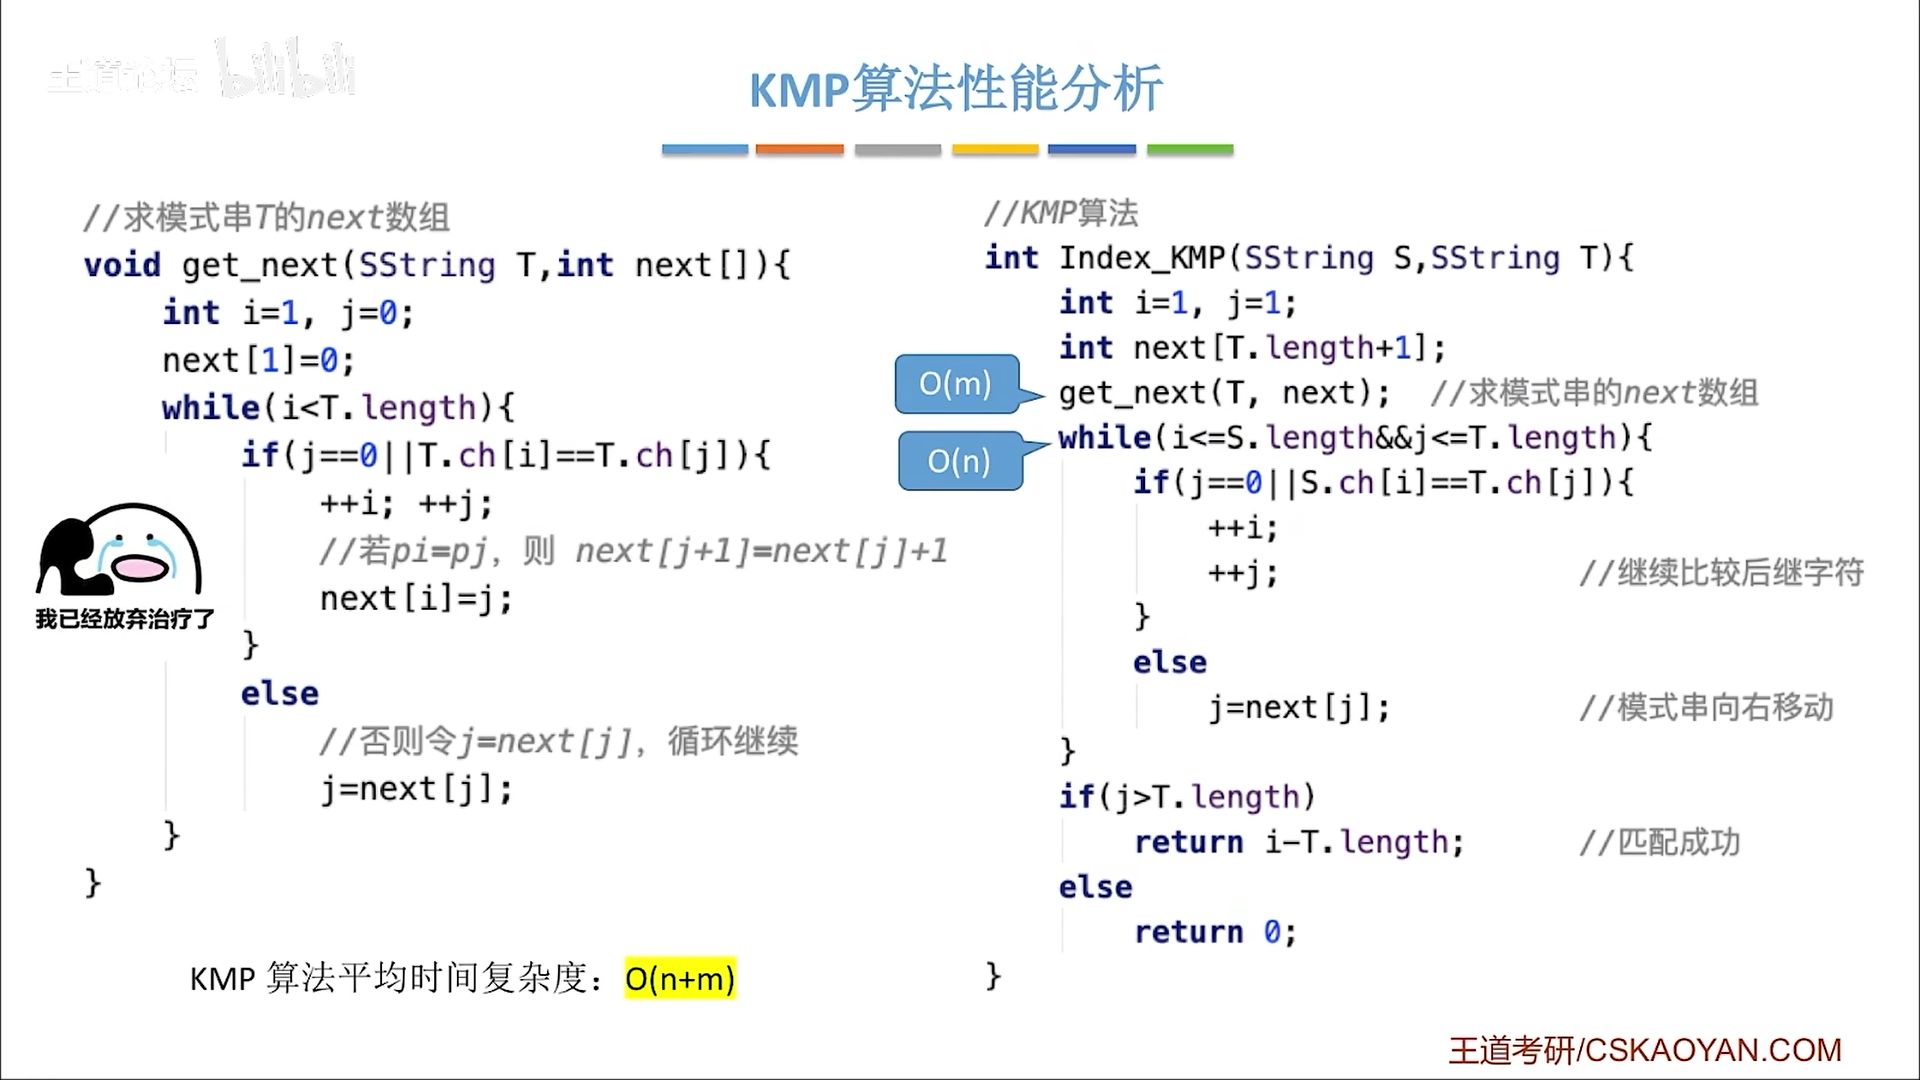 王道论坛 bilibili
KMP算法性能分析
//求模式串T的next数组
void get_next(SString T,int next[]){
int i=1, j=0;
next[1]=0;
while(i<T.length){
if(j==0||T.ch[i]==T.ch[j]){
++i; ++j;
//若pi=pj，则 next[j+1]=next[j]+1
next[i]=j;
}
else
//否则令j=next[j]，循环继续
j=next[j];
}
}
我已经放弃治疗了
KMP 算法平均时间复杂度：O(n+m)
//KMP算法
int Index_KMP(SString S,SString T){
int i=1, j=1;
int next[T.length+1];
O(m)
get_next(T, next); //求模式串的next数组
O(n)
while(i<=S.length&&j<=T.length){
if(j==0||S.ch[i]==T.ch[j]){
++i;
++j; //继续比较后继字符
}
else
j=next[j]; //模式串向右移动
}
if(j>T.length)
return i-T.length; //匹配成功
else
return 0;
}
王道考研/CSKAOYAN.COM